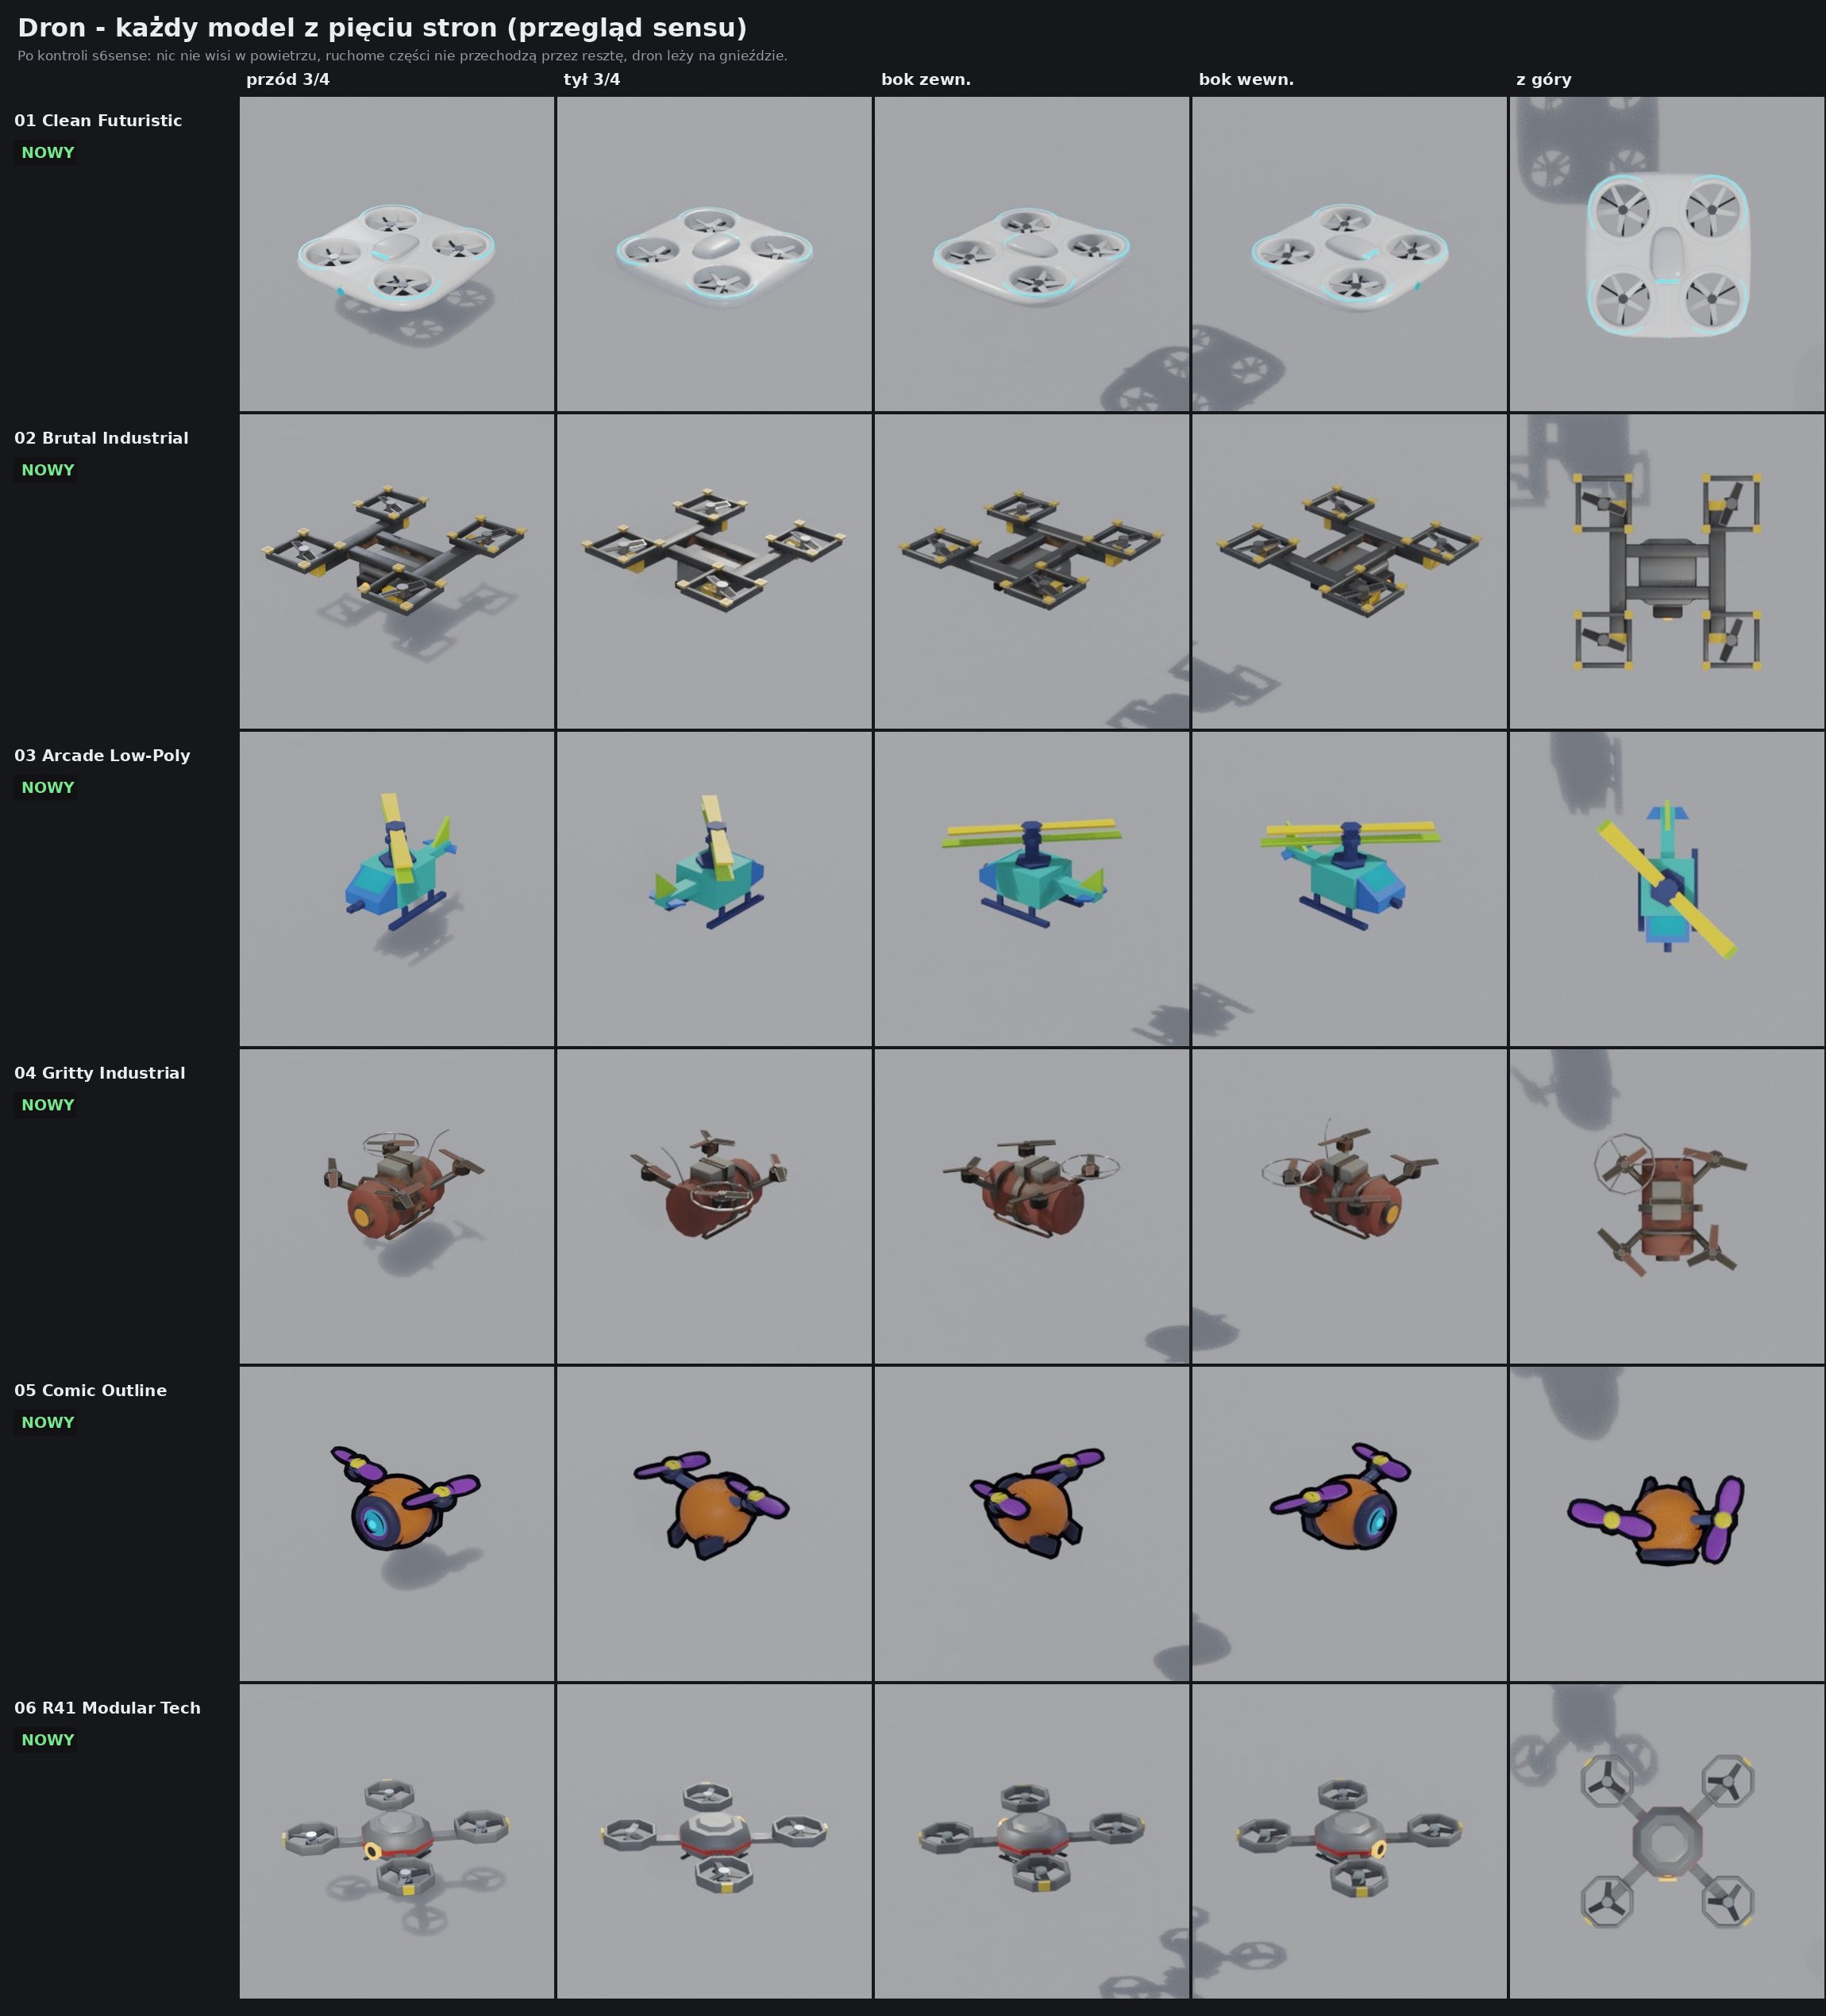 Dron - każdy model z pięciu stron (przegląd sensu)
Po kontroli s6sense: nic nie wisi w powietrzu, ruchome części nie przechodzą przez resztę, dron leży na gnieździe.
przód 3/4 tył 3/4 bok zewn. bok wewn. z góry
01 Clean Futuristic
NOWY
02 Brutal Industrial
NOWY
03 Arcade Low-Poly
NOWY
04 Gritty Industrial
NOWY
05 Comic Outline
NOWY
06 R41 Modular Tech
NOWY